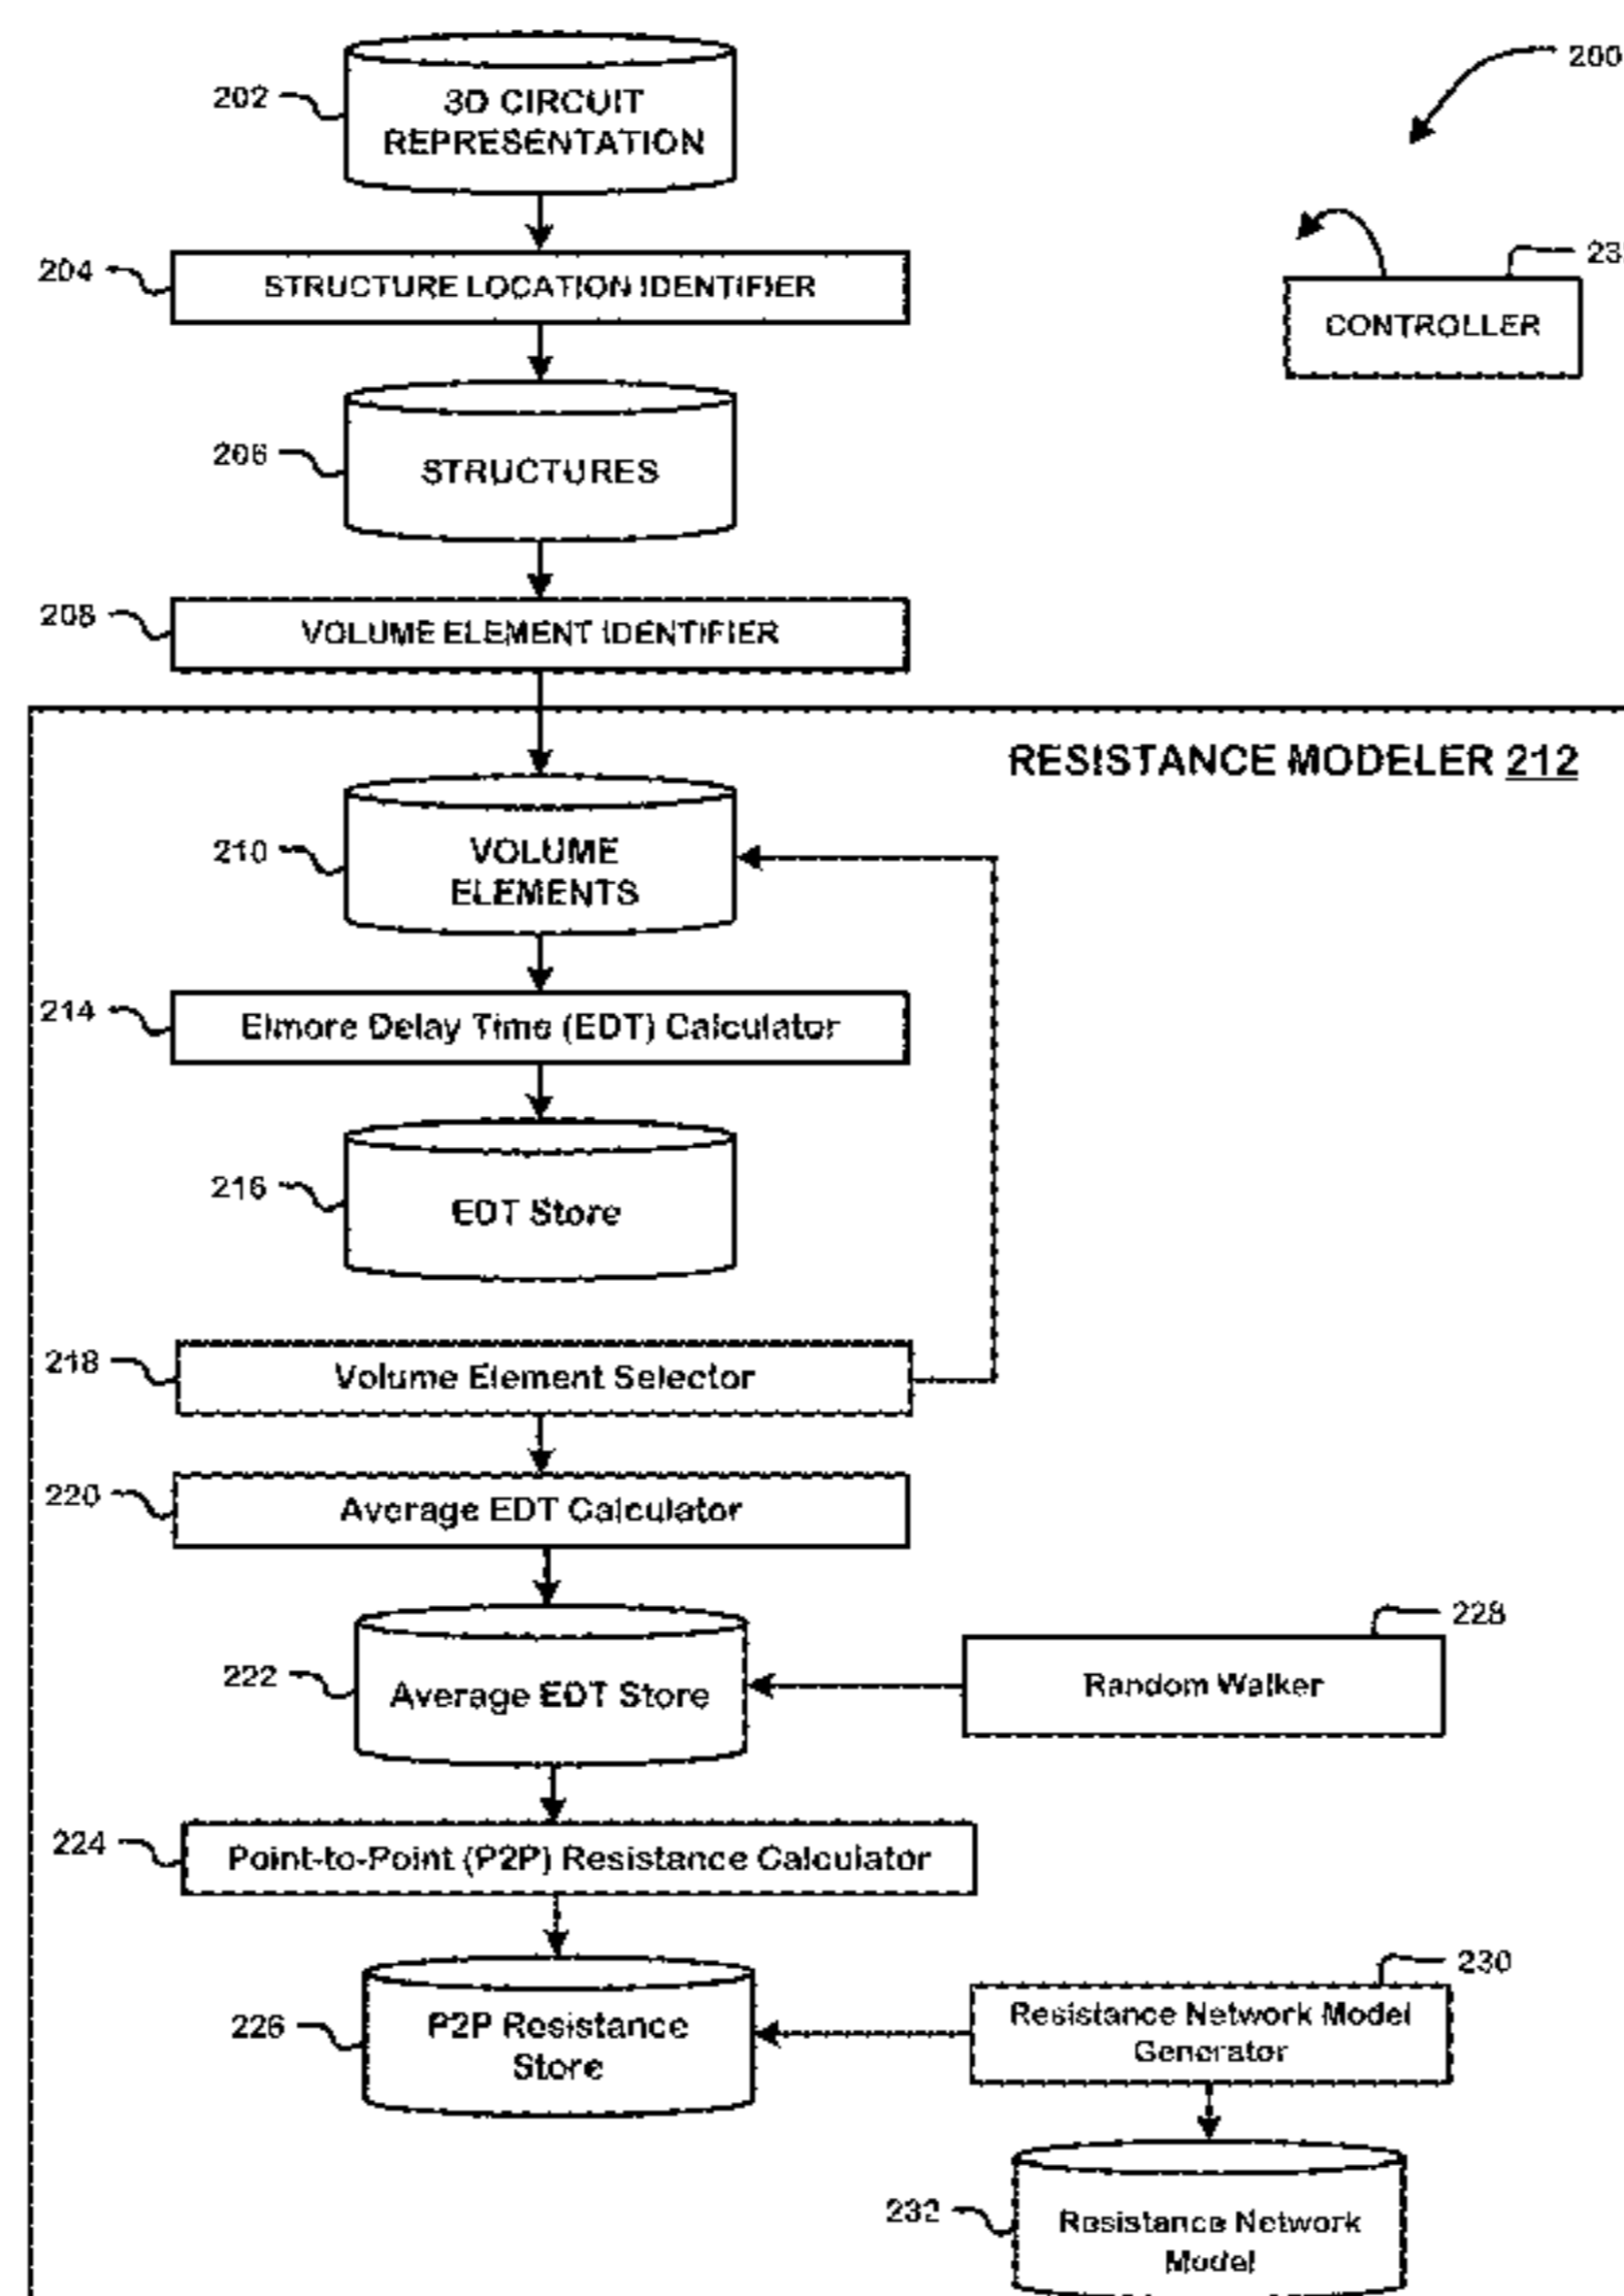 200
202
3D CIRCUIT
REPRESENTATION
204
STRUCTURE LOCATION IDENTIFIER
23
CONTROLLER
206
STRUCTURES
208
VOLUME ELEMENT IDENTIFIER
RESISTANCE MODELER 212
210
VOLUME
ELEMENTS
214
Elmore Delay Time (EDT) Calculator
216
EDT Store
218
Volume Element Selector
220
Average EDT Calculator
222
Average EDT Store
228
Random Walker
224
Point-to-Point (P2P) Resistance Calculator
226
P2P Resistance
Store
230
Resistance Network Model
Generator
232
Resistance Network
Model